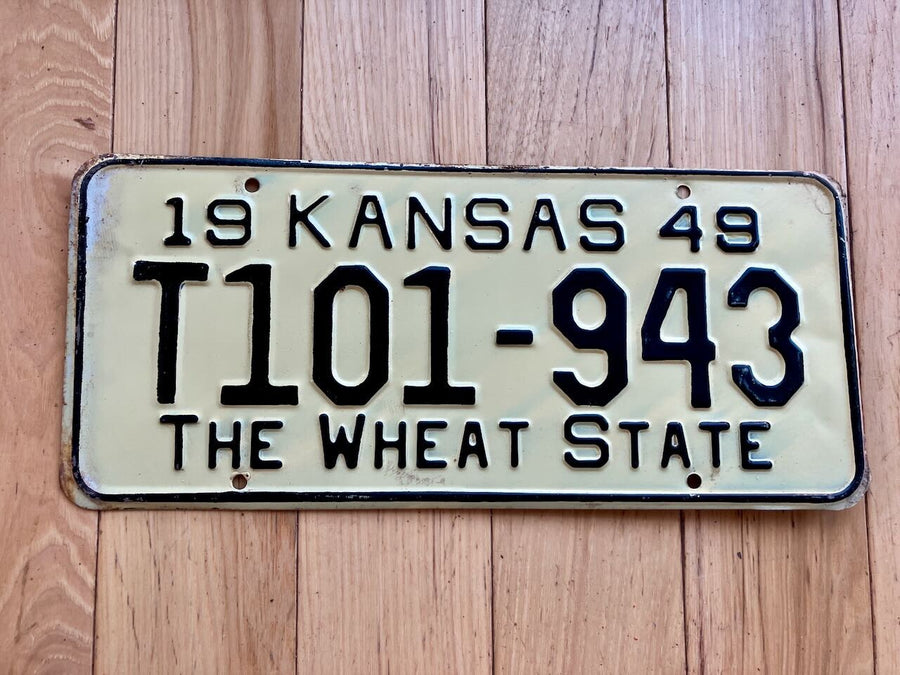 19 KANSAS 49
T101-943
THE WHEAT STATE